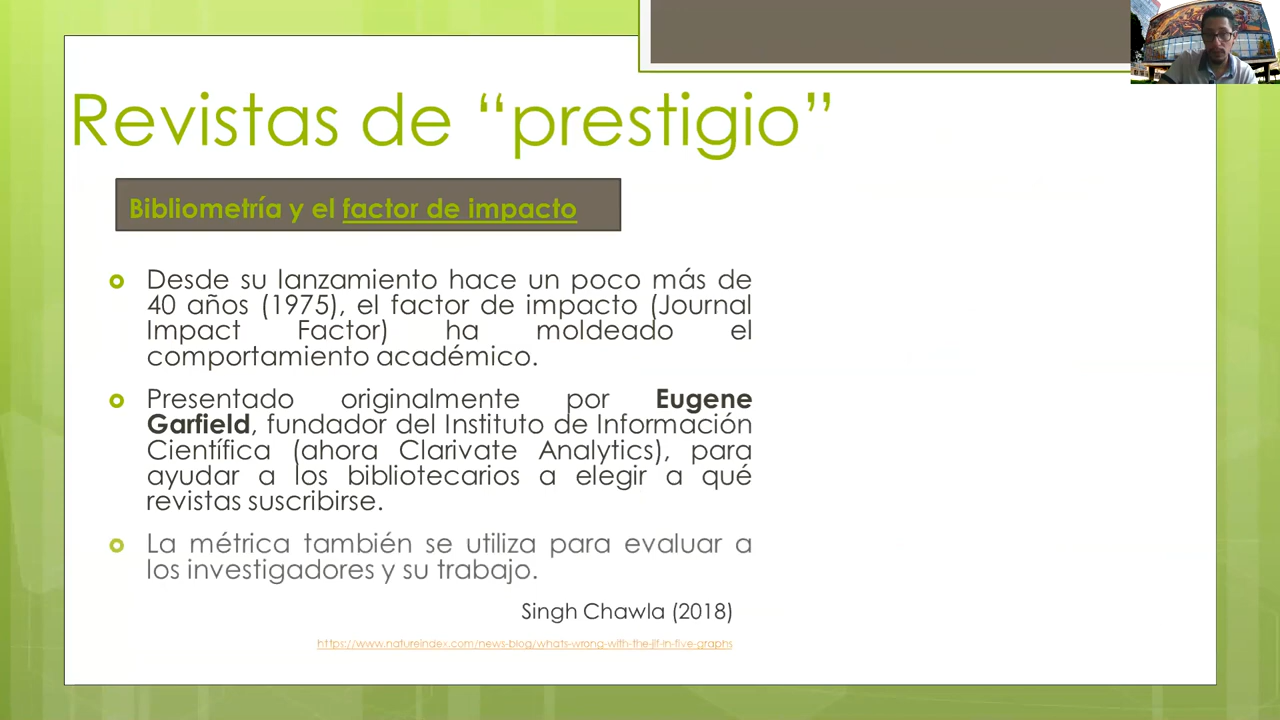 Revistas de “prestigio”
Bibliometría y el factor de impacto
Desde su lanzamiento hace un poco más de
40 años (1975), el factor de impacto (Journal
Impact Factor) ha moldeado el
comportamiento académico.
Presentado originalmente por Eugene
Garfield, fundador del Instituto de Información
Científica (ahora Clarivate Analytics), para
ayudar a los bibliotecarios a elegir a qué
revistas suscribirse.
La métrica también se utiliza para evaluar a
los investigadores y su trabajo.
Singh Chawla (2018)
https://www.natureindex.com/news-blog/whats-wrong-with-the-jif-in-five-graphs